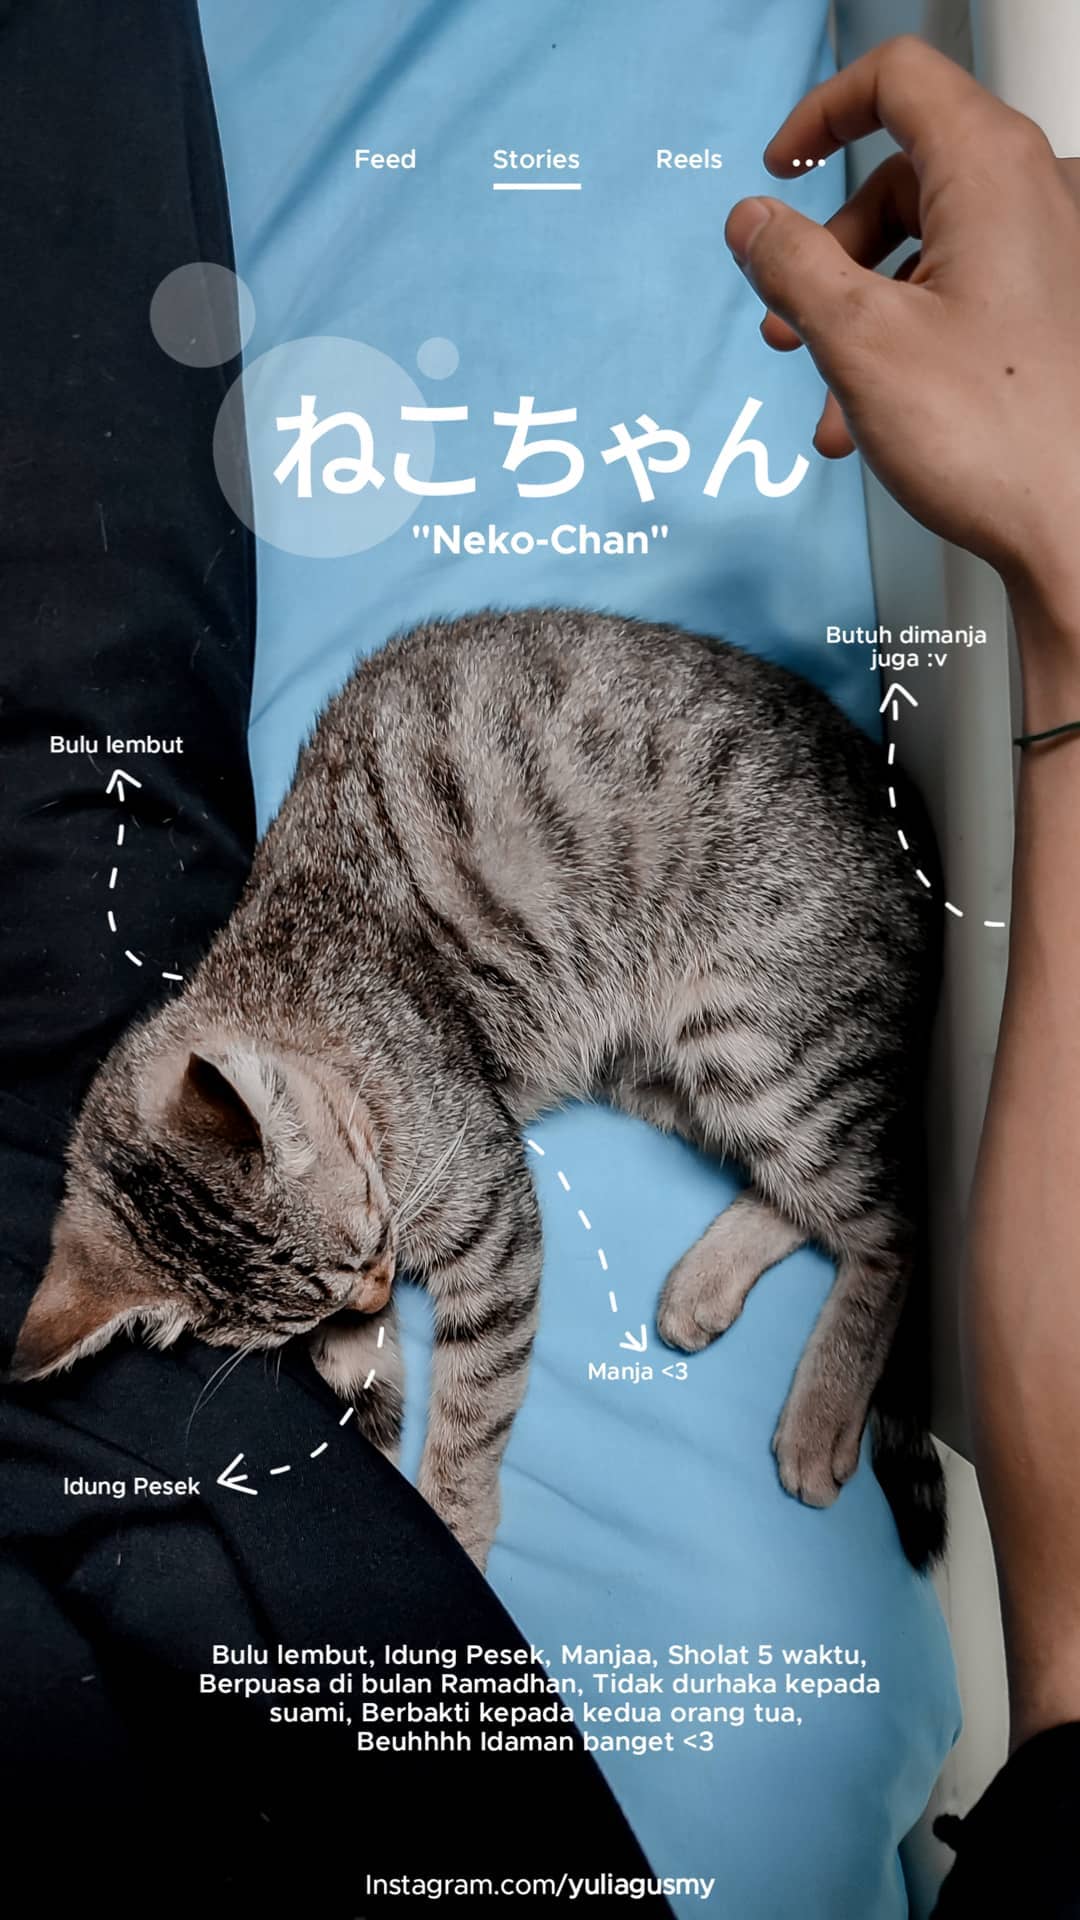 Feed Stories Reels •••
ねこちゃん
"Neko-Chan"
Butuh dimanja
juga :v
Bulu lembut
Manja <3
Idung Pesek
Bulu lembut, Idung Pesek, Manjaa, Sholat 5 waktu,
Berpuasa di bulan Ramadhan, Tidak durhaka kepada
suami, Berbakti kepada kedua orang tua,
Beuhhhh Idaman banget <3
Instagram.com/yuliagusmy